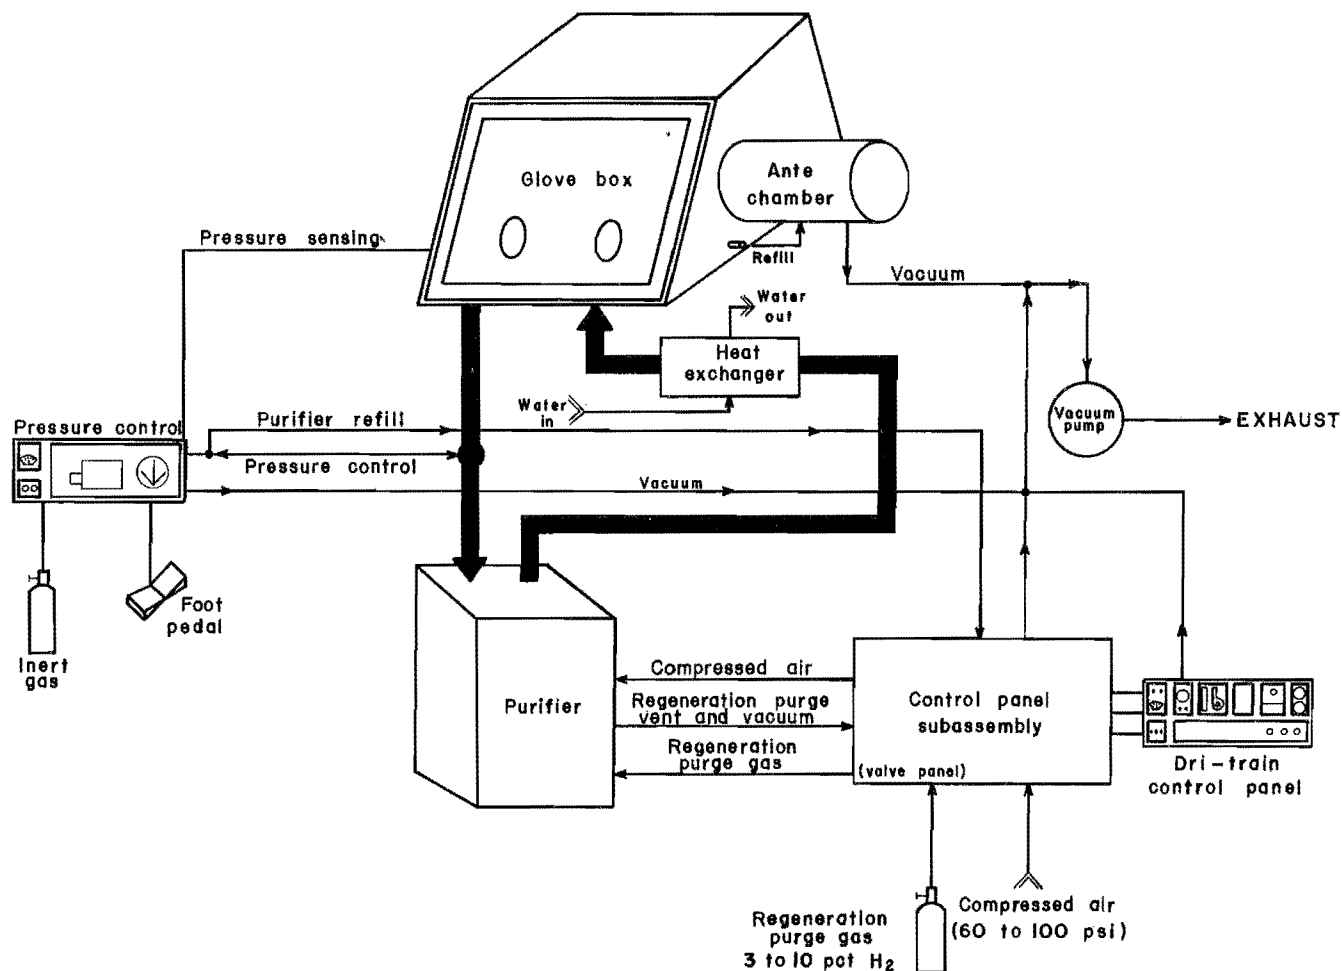 Glove box
Ante
chamber
Pressure sensing
Refill
Vacuum
Water
out
Heat
exchanger
Water
in
Purifier refill
Pressure control
Pressure control
Vacuum
Vacuum
pump
EXHAUST
Foot
pedal
Inert
gas
Purifier
Compressed air
Regeneration purge
vent and vacuum
Regeneration
purge gas
Control panel
subassembly
(valve panel)
Dri-train
control panel
Regeneration
purge gas
3 to 10 pct H₂
Compressed air
(60 to 100 psi)